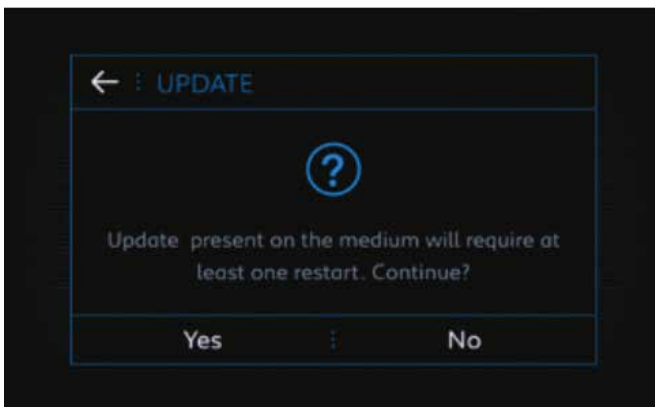 UPDATE
Update present on the medium will require at
least one restart. Continue?
Yes
No